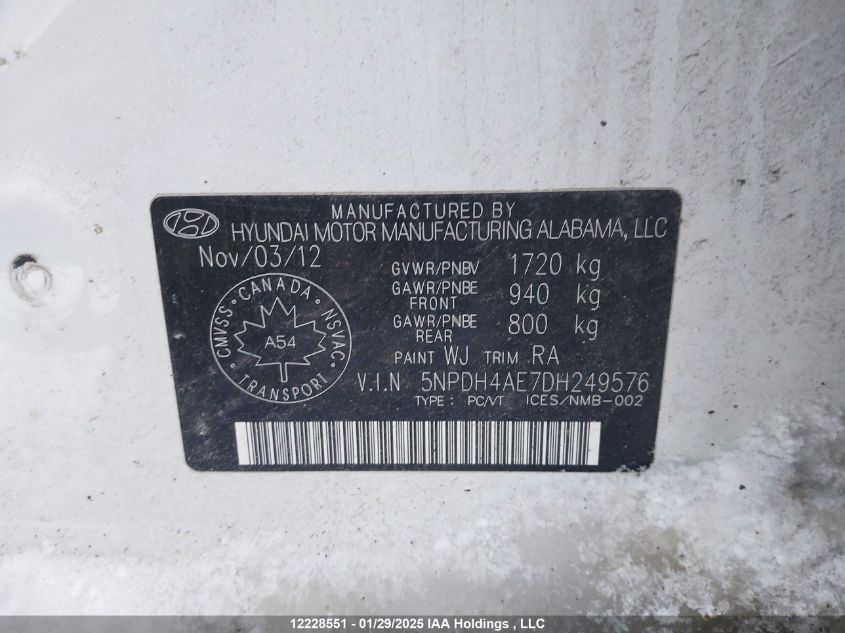 MANUFACTURED BY
HYUNDAI MOTOR MANUFACTURING ALABAMA, LLC
Nov/03/12
GVWR/PNBV 1720 kg
GAWR/PNBE FRONT 940 kg
GAWR/PNBE REAR 800 kg
PAINT WJ TRIM RA
V.I.N 5NPDH4AE7DH249576
TYPE : PC/VT ICES/NMB-002
CMVSS · CANADA · NSVAC · TRANSPORT ·
A54
12228551 - 01/29/2025 IAA Holdings , LLC